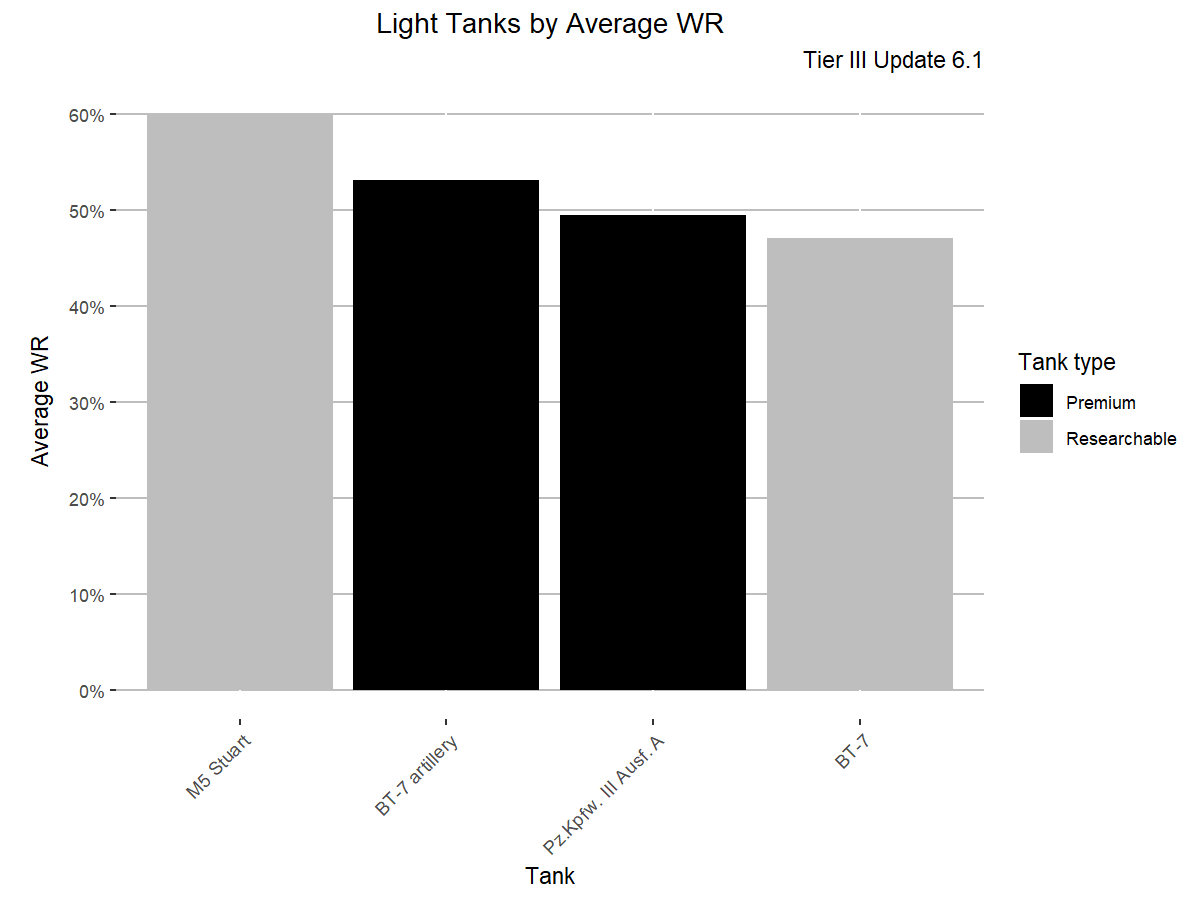 Light Tanks by Average WR
Tier III Update 6.1
60%
50%
40%
30%
20%
10%
0%
Average WR
M5 Stuart
BT-7 artillery
Pz.Kpfw. III Ausf. A
BT-7
Tank
Tank type
Premium
Researchable